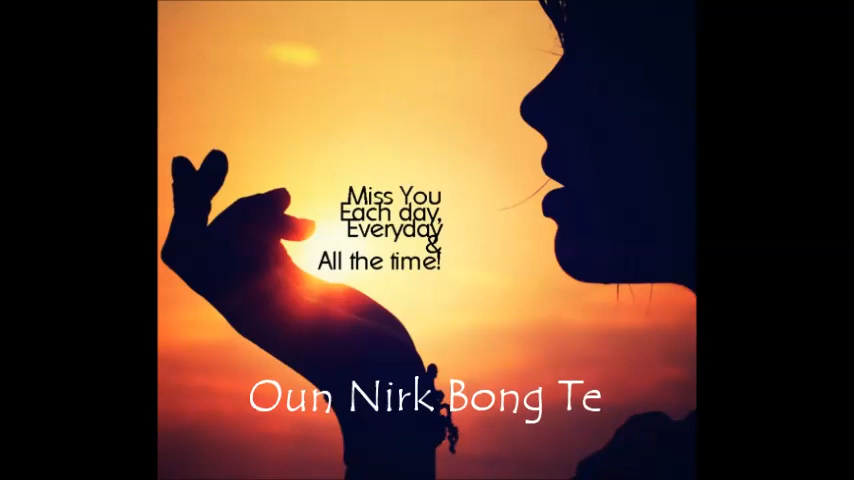 Miss You
Each day,
Everyday
&
All the time!
Oun Nirk Bong Te